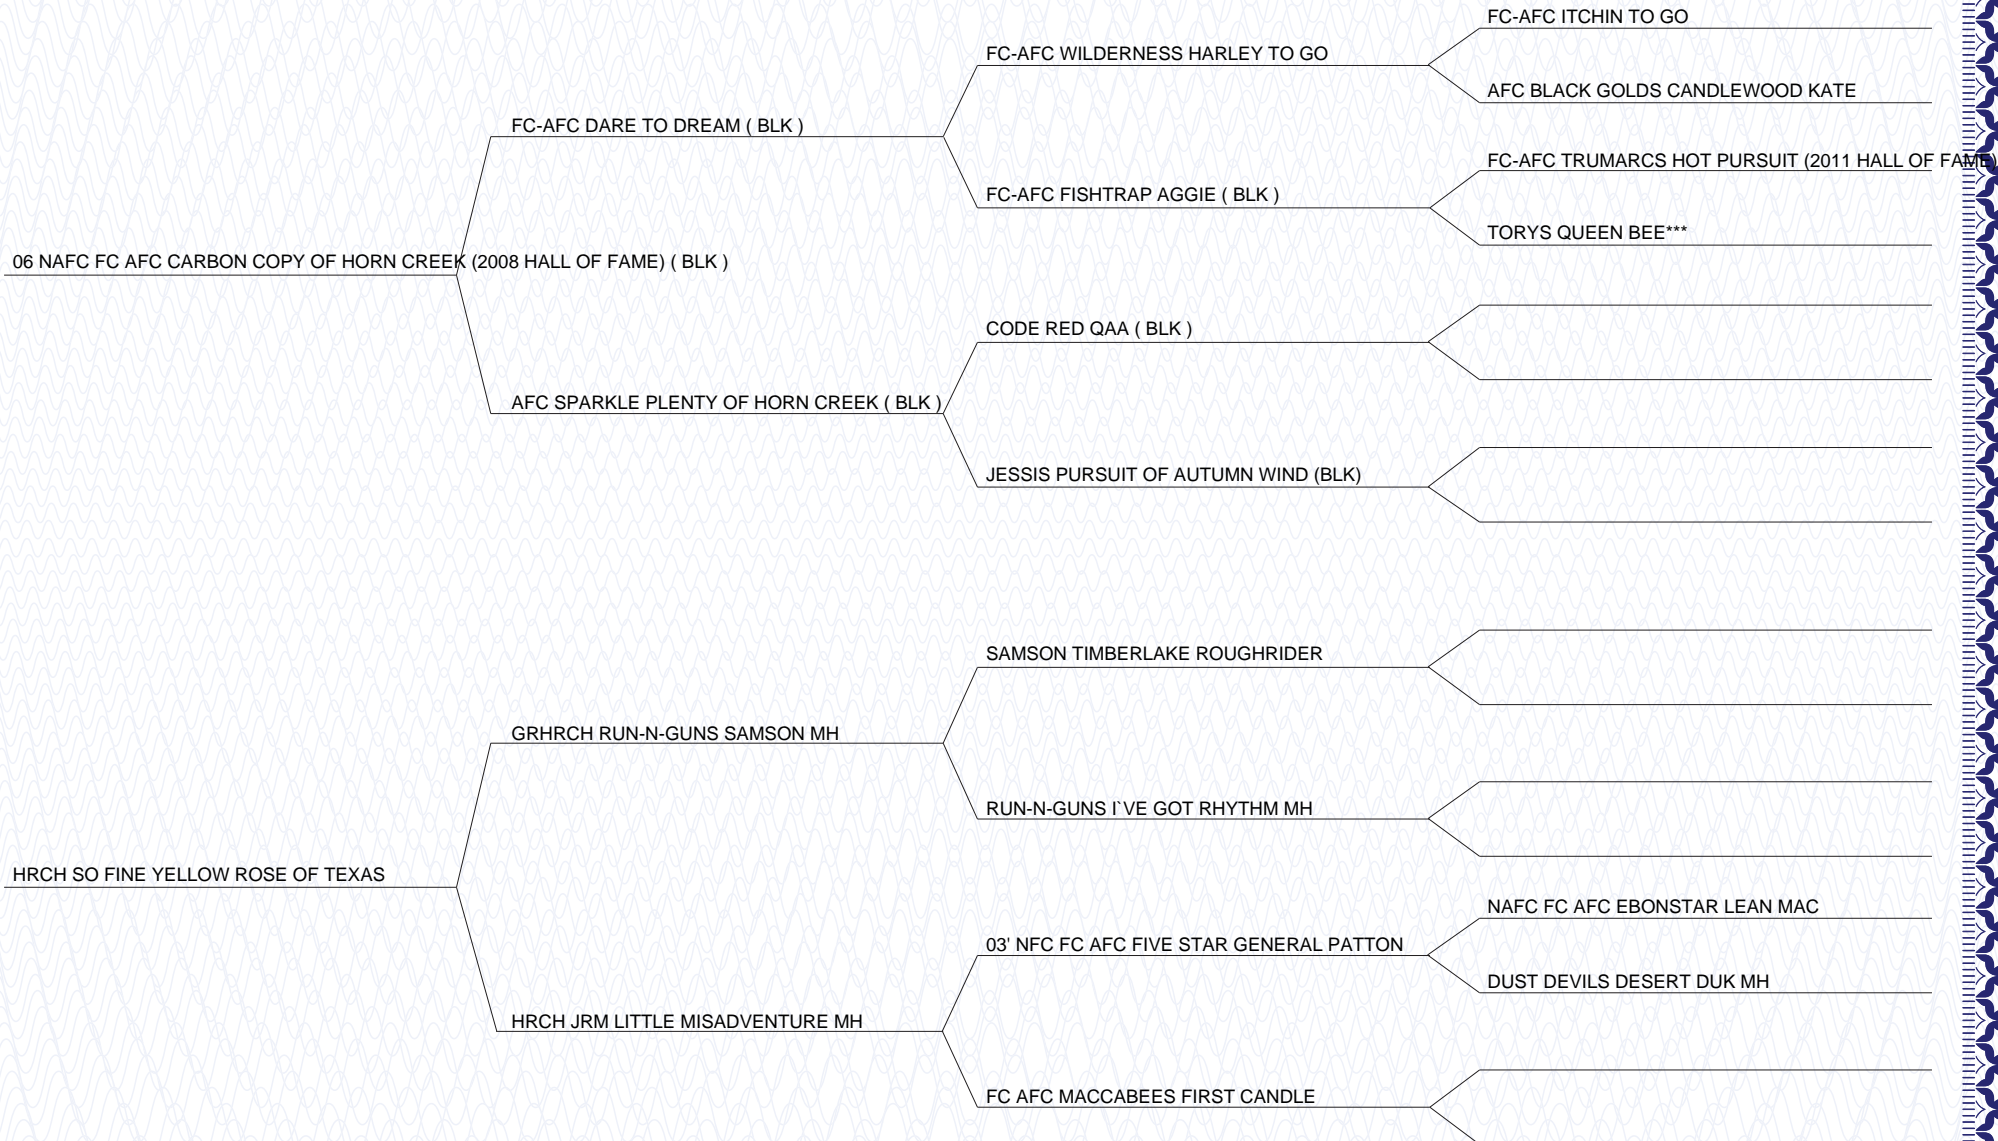 FC-AFC ITCHIN TO GO
FC-AFC WILDERNESS HARLEY TO GO
AFC BLACK GOLDS CANDLEWOOD KATE
FC-AFC DARE TO DREAM ( BLK )
FC-AFC TRUMARCS HOT PURSUIT (2011 HALL OF FAME)
FC-AFC FISHTRAP AGGIE ( BLK )
TORYS QUEEN BEE***
06 NAFC FC AFC CARBON COPY OF HORN CREEK (2008 HALL OF FAME) ( BLK )
CODE RED QAA ( BLK )
AFC SPARKLE PLENTY OF HORN CREEK ( BLK )
JESSIS PURSUIT OF AUTUMN WIND (BLK)
SAMSON TIMBERLAKE ROUGHRIDER
GRHRCH RUN-N-GUNS SAMSON MH
RUN-N-GUNS I`VE GOT RHYTHM MH
HRCH SO FINE YELLOW ROSE OF TEXAS
NAFC FC AFC EBONSTAR LEAN MAC
03' NFC FC AFC FIVE STAR GENERAL PATTON
DUST DEVILS DESERT DUK MH
HRCH JRM LITTLE MISADVENTURE MH
FC AFC MACCABEES FIRST CANDLE